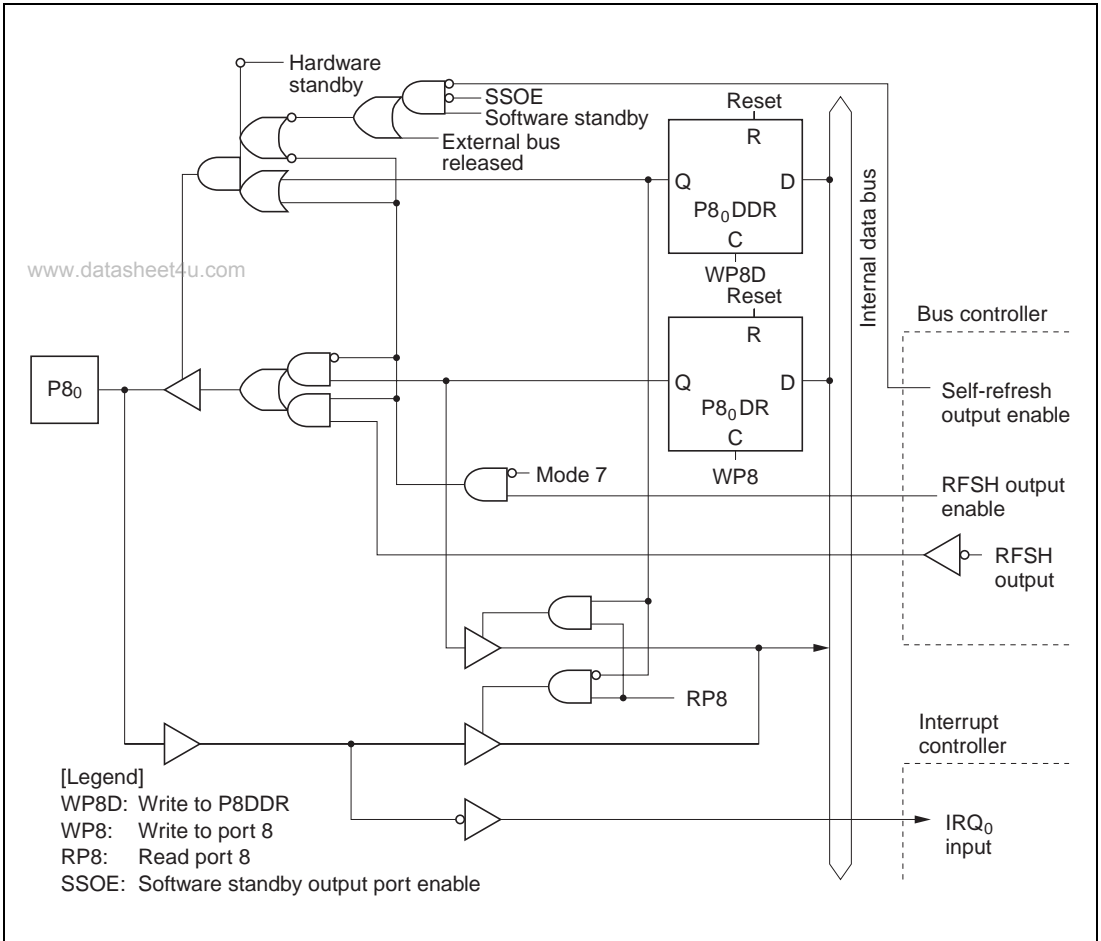 Hardware
standby
SSOE
Software standby
External bus
released
Reset
R
Q
D
P8₀DDR
C
WP8D
Reset
R
Q
D
P8₀DR
C
WP8
Internal data bus
Bus controller
Self-refresh
output enable
RFSH output
enable
RFSH
output
www.datasheet4u.com
P8₀
Mode 7
RP8
Interrupt
controller
IRQ₀
input
[Legend]
WP8D: Write to P8DDR
WP8: Write to port 8
RP8: Read port 8
SSOE: Software standby output port enable